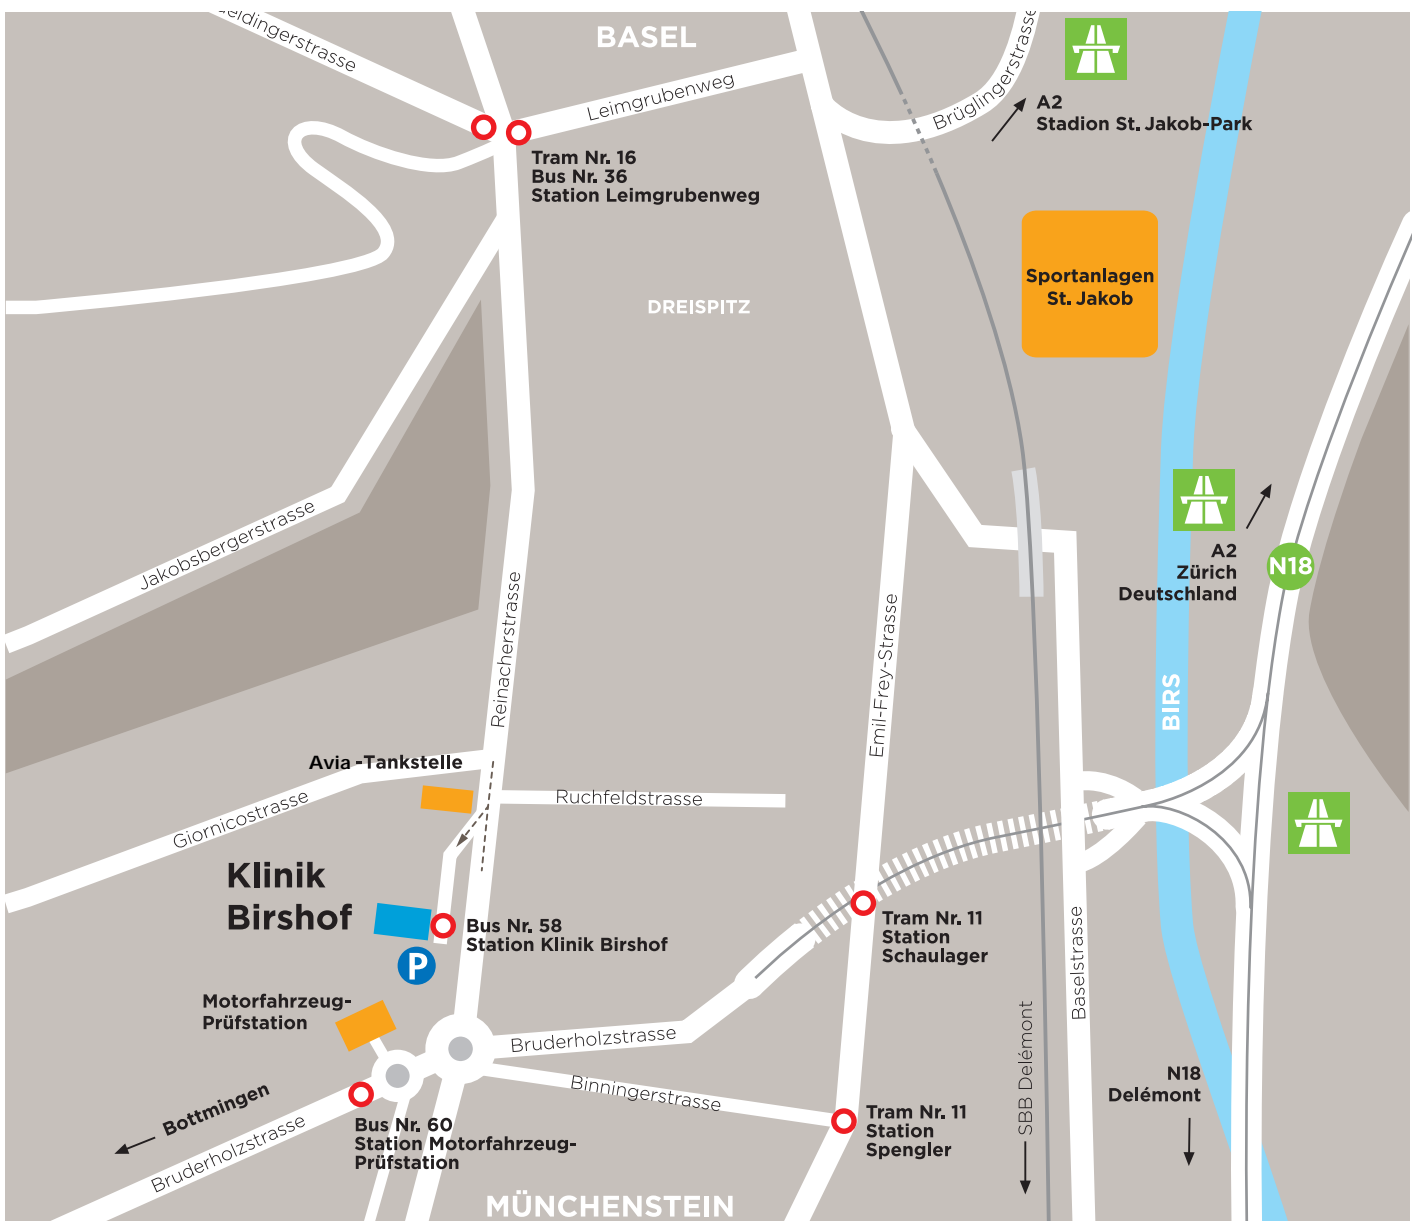 BASEL
Leimgrubenweg
Brüglingerstrasse
A2
Stadion St. Jakob-Park
Tram Nr. 16
Bus Nr. 36
Station Leimgrubenweg
Sportanlagen
St. Jakob
DREISPITZ
Jakobsbergerstrasse
A2
Zürich
Deutschland
N18
Reinacherstrasse
Emil-Frey-Strasse
BIRS
Avia -Tankstelle
Ruchfeldstrasse
Giornicostrasse
Klinik
Birshof
Bus Nr. 58
Station Klinik Birshof
P
Tram Nr. 11
Station
Schaulager
Baselstrasse
Motorfahrzeug-
Prüfstation
Bruderholzstrasse
SBB Delémont
Binningerstrasse
N18
Delémont
Bottmingen
Bruderholzstrasse
Bus Nr. 60
Station Motorfahrzeug-
Prüfstation
Tram Nr. 11
Station
Spengler
MÜNCHENSTEIN